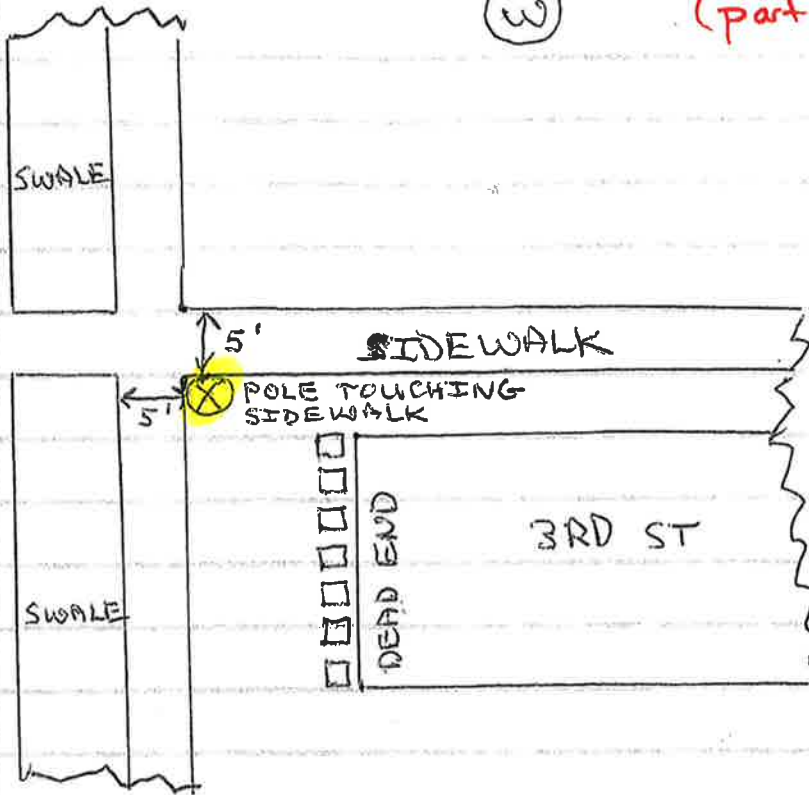 W (part
SWALE
5'
SIDEWALK
X POLE TOUCHING
SIDEWALK
5'
DEAD END
3RD ST
SWALE